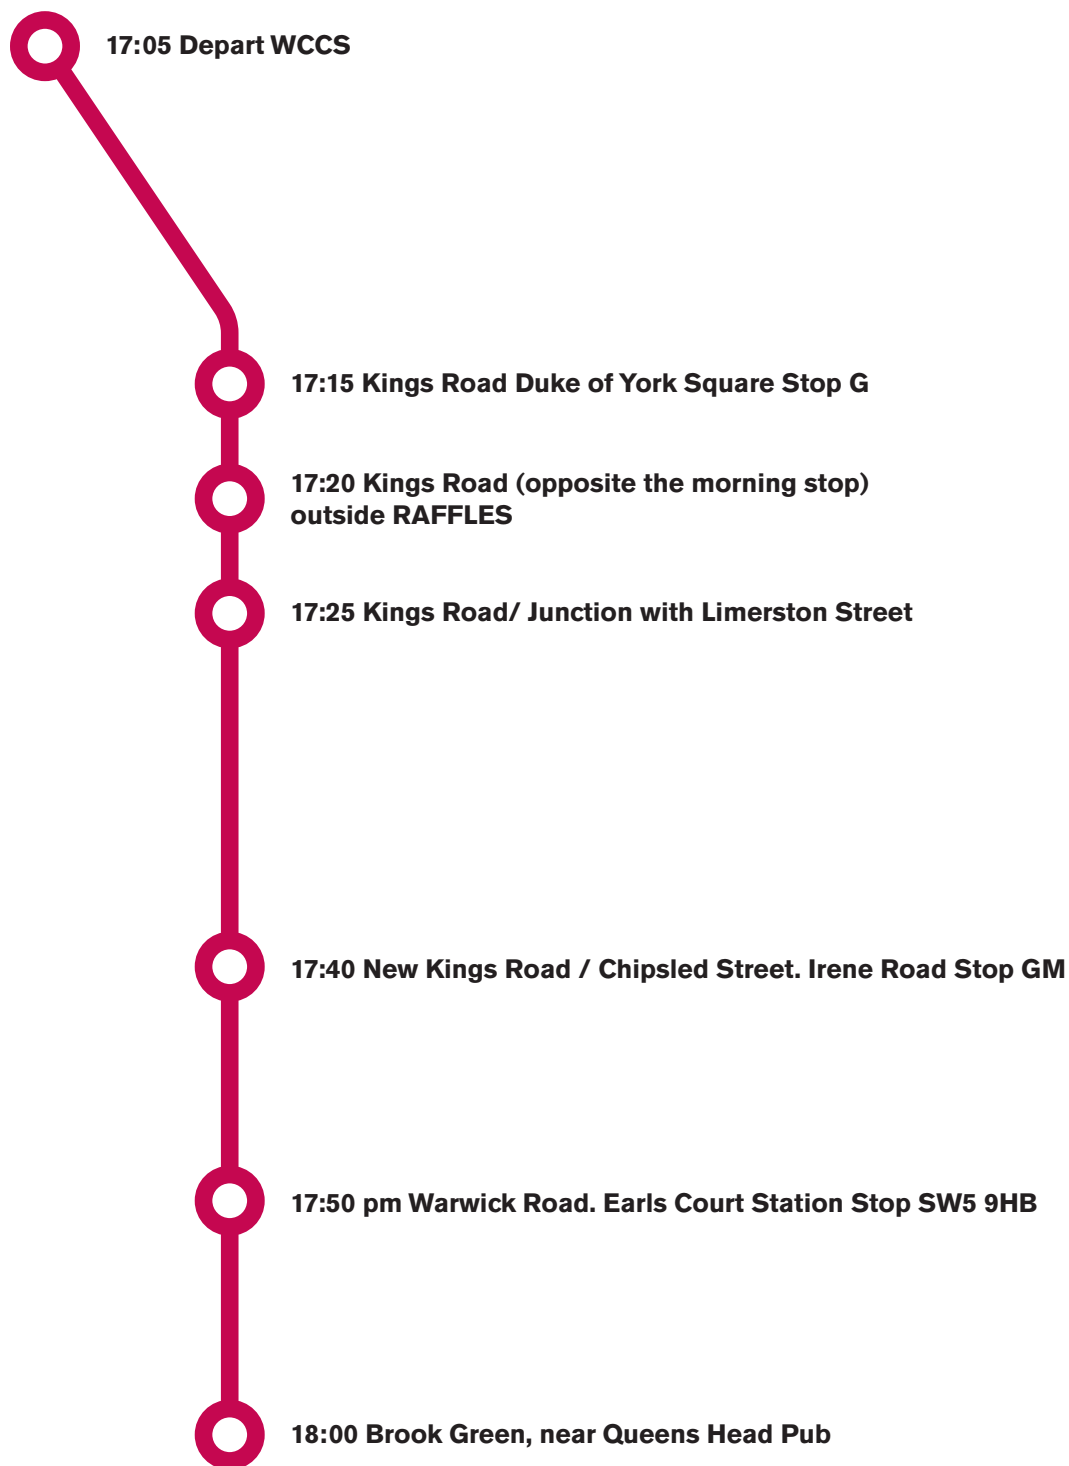 17:05 Depart WCCS
17:15 Kings Road Duke of York Square Stop G
17:20 Kings Road (opposite the morning stop)
outside RAFFLES
17:25 Kings Road/ Junction with Limerston Street
17:40 New Kings Road / Chipsled Street. Irene Road Stop GM
17:50 pm Warwick Road. Earls Court Station Stop SW5 9HB
18:00 Brook Green, near Queens Head Pub